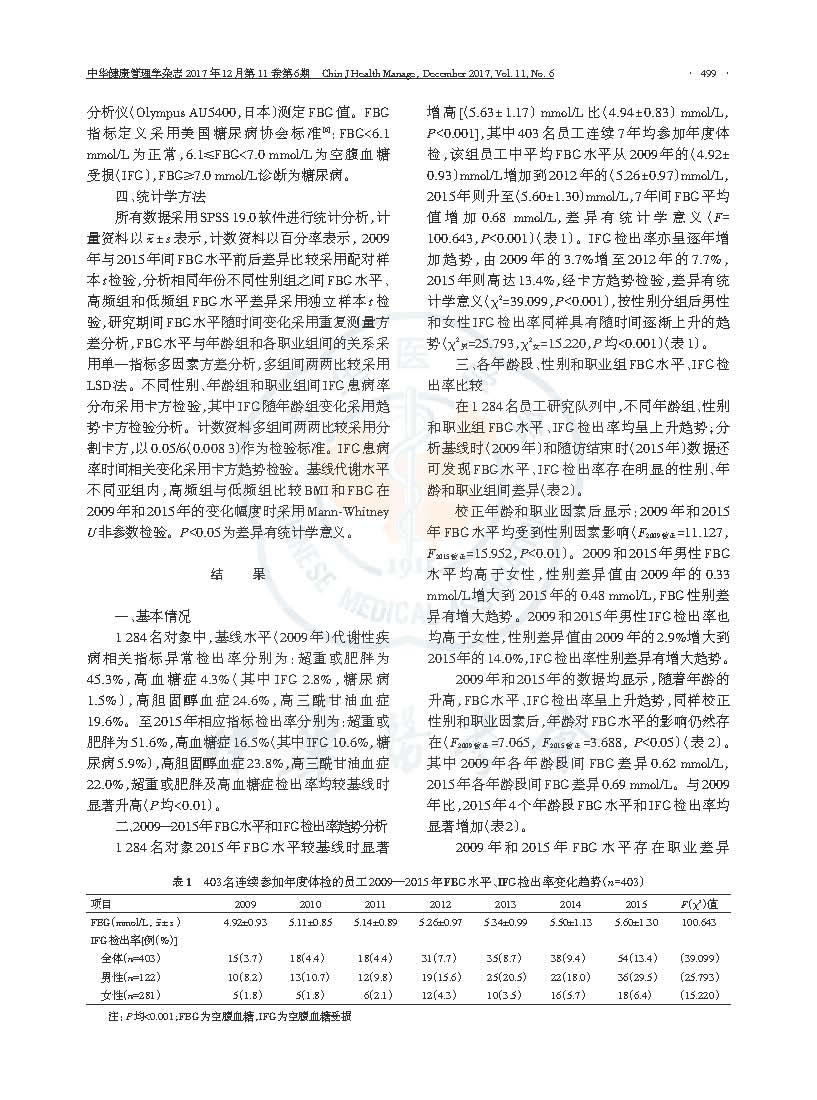 中华健康管理学杂志 2017 年 12 月第 11 卷第 6 期 Chin J Health Manage, December 2017, Vol. 11, No. 6 · 499 ·
分析仪(Olympus AU5400,日本)测定 FBG 值。FBG
指标定义采用美国糖尿病协会标准[6]:FBG<6.1
mmol/L 为正常,6.1≤FBG<7.0 mmol/L 为空腹血糖
受损(IFG),FBG≥7.0 mmol/L诊断为糖尿病。
四、统计学方法
所有数据采用SPSS 19.0软件进行统计分析,计
量资料以 x̄ ± s 表示,计数资料以百分率表示,2009
年与2015年间FBG水平前后差异比较采用配对样
本t检验,分析相同年份不同性别组之间FBG水平、
高频组和低频组FBG水平差异采用独立样本t检
验,研究期间FBG水平随时间变化采用重复测量方
差分析,FBG水平与年龄组和各职业组间的关系采
用单一指标多因素方差分析,多组间两两比较采用
LSD法。不同性别、年龄组和职业组间IFG患病率
分布采用卡方检验,其中IFG随年龄组变化采用趋
势卡方检验分析。计数资料多组间两两比较采用分
割卡方,以0.05/6(0.008 3)作为检验标准。IFG患病
率时间相关变化采用卡方趋势检验。基线代谢水平
不同亚组内,高频组与低频组比较BMI和FBG在
2009年和2015年的变化幅度时采用Mann-Whitney
U非参数检验。P<0.05为差异有统计学意义。
结 果
一、基本情况
1 284名对象中,基线水平(2009年)代谢性疾
病相关指标异常检出率分别为:超重或肥胖为
45.3%,高血糖症4.3%(其中IFG 2.8%,糖尿病
1.5%),高胆固醇血症24.6%,高三酰甘油血症
19.6%。至2015年相应指标检出率分别为:超重或
肥胖为51.6%,高血糖症16.5%(其中IFG 10.6%,糖
尿病5.9%),高胆固醇血症23.8%,高三酰甘油血症
22.0%,超重或肥胖及高血糖症检出率均较基线时
显著升高(P均<0.01)。
二、2009—2015年FBG水平和IFG检出率趋势分析
1 284名对象2015年FBG水平较基线时显著
增高[(5.63±1.17) mmol/L比(4.94±0.83) mmol/L,
P<0.001],其中403名员工连续7年均参加年度体
检,该组员工中平均FBG水平从2009年的(4.92±
0.93)mmol/L增加到2012年的(5.26±0.97)mmol/L,
2015年则升至(5.60±1.30)mmol/L,7年间FBG平均
值增加0.68 mmol/L,差异有统计学意义(F=
100.643,P<0.001)(表1)。IFG检出率亦呈逐年增
加趋势,由2009年的3.7%增至2012年的7.7%,
2015年则高达13.4%,经卡方趋势检验,差异有统
计学意义(χ²=39.099,P<0.001),按性别分组后男性
和女性IFG检出率同样具有随时间逐渐上升的趋
势(χ²男=25.793,χ²女=15.220,P均<0.001)(表1)。
三、各年龄段、性别和职业组FBG水平、IFG检
出率比较
在1 284名员工研究队列中,不同年龄组、性别
和职业组FBG水平、IFG检出率均呈上升趋势;分
析基线时(2009年)和随访结束时(2015年)数据还
可发现FBG水平、IFG检出率存在明显的性别、年
龄和职业组间差异(表2)。
校正年龄和职业因素后显示:2009年和2015
年FBG水平均受到性别因素影响(F2009校正=11.127,
F2015校正=15.952,P<0.01)。2009和2015年男性FBG
水平均高于女性,性别差异值由2009年的0.33
mmol/L增大到2015年的0.48 mmol/L,FBG性别差
异有增大趋势。2009和2015年男性IFG检出率也
均高于女性,性别差异值由2009年的2.9%增大到
2015年的14.0%,IFG检出率性别差异有增大趋势。
2009年和2015年的数据均显示,随着年龄的
升高,FBG水平、IFG检出率呈上升趋势,同样校正
性别和职业因素后,年龄对FBG水平的影响仍然存
在(F2009校正=7.065, F2015校正=3.688, P<0.05)(表2)。
其中2009年各年龄段间FBG差异0.62 mmol/L,
2015年各年龄段间FBG差异0.69 mmol/L。与2009
年比,2015年4个年龄段FBG水平和IFG检出率均
显著增加(表2)。
2009年和2015年FBG水平存在职业差异
表1 403名连续参加年度体检的员工2009—2015年FBG水平、IFG检出率变化趋势(n=403)
项目 2009 2010 2011 2012 2013 2014 2015 F(χ²)值
FBG(mmol/L, x̄ ± s) 4.92±0.93 5.11±0.85 5.14±0.89 5.26±0.97 5.34±0.99 5.50±1.13 5.60±1.30 100.643
IFG检出率[例(%)]
全体(n=403) 15(3.7) 18(4.4) 18(4.4) 31(7.7) 35(8.7) 38(9.4) 54(13.4) (39.099)
男性(n=122) 10(8.2) 13(10.7) 12(9.8) 19(15.6) 25(20.5) 22(18.0) 36(29.5) (25.793)
女性(n=281) 5(1.8) 5(1.8) 6(2.1) 12(4.3) 10(3.5) 16(5.7) 18(6.4) (15.220)
注:P均<0.001;FBG为空腹血糖,IFG为空腹血糖受损